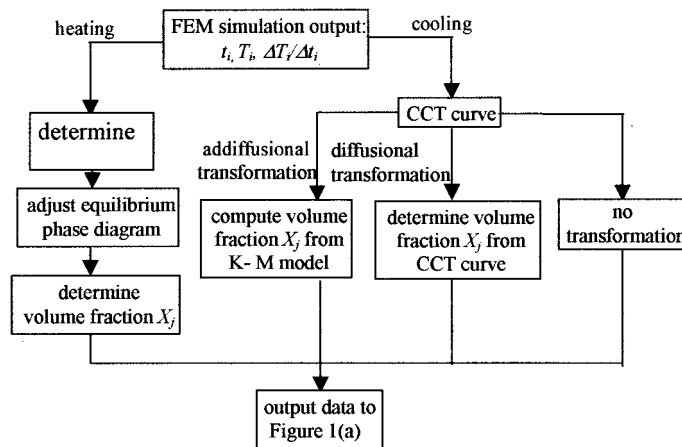 heating
FEM simulation output:
t_i, T_i, ΔT_i/Δt_i
cooling
determine
CCT curve
addiffusional
transformation
diffusional
transformation
adjust equilibrium
phase diagram
compute volume
fraction X_j from
K- M model
determine volume
fraction X_j from
CCT curve
no
transformation
determine
volume fraction X_j
output data to
Figure 1(a)